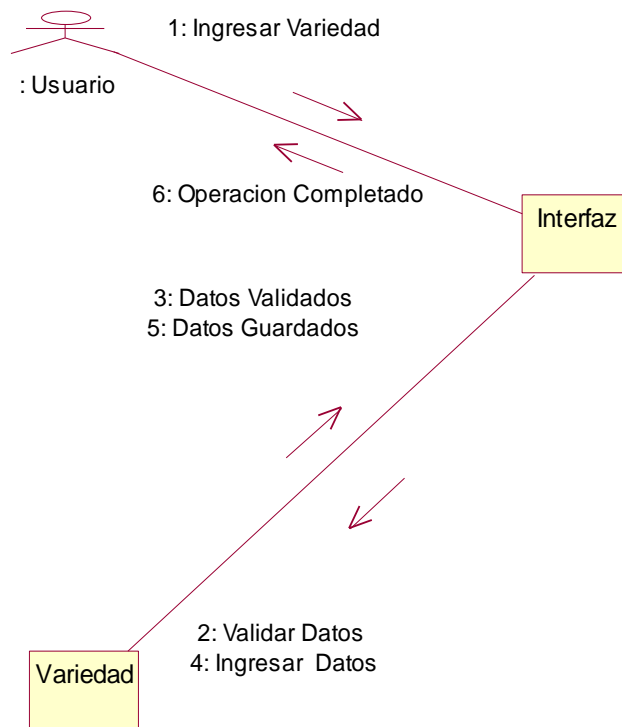 1: Ingresar Variedad
: Usuario
6: Operacion Completado
Interfaz
3: Datos Validados
5: Datos Guardados
2: Validar Datos
4: Ingresar Datos
Variedad